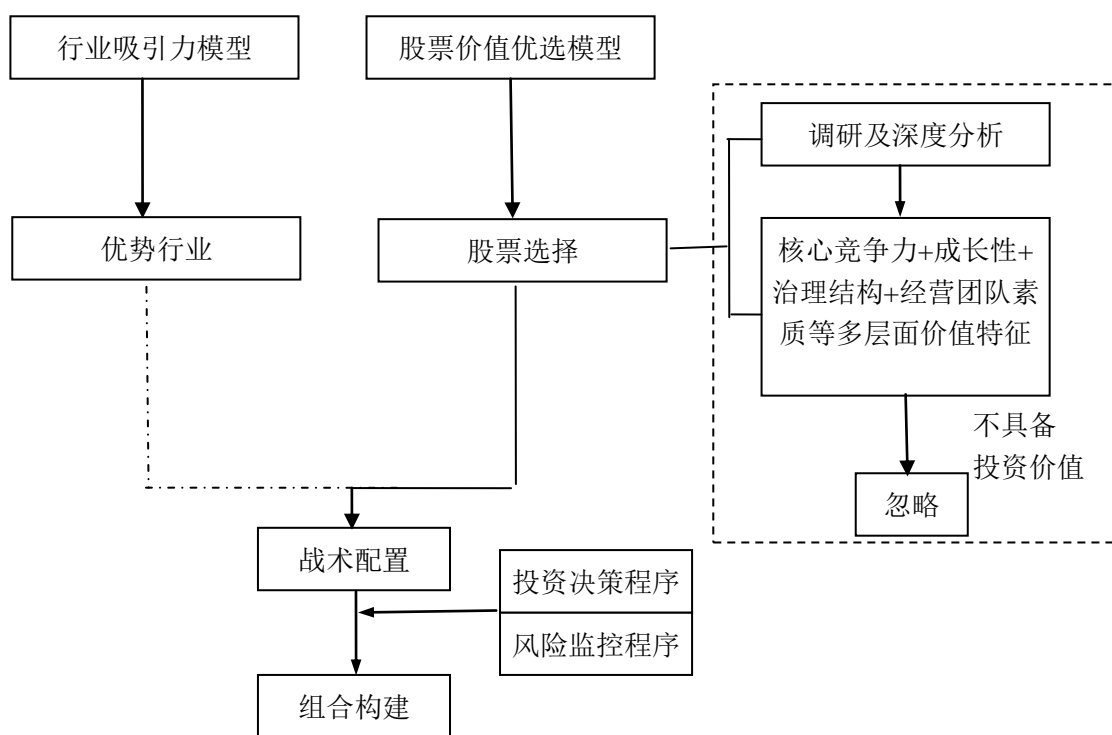 行业吸引力模型
股票价值优选模型
调研及深度分析
优势行业
股票选择
核心竞争力+成长性+
治理结构+经营团队素
质等多层面价值特征
不具备
投资价值
忽略
战术配置
投资决策程序
风险监控程序
组合构建